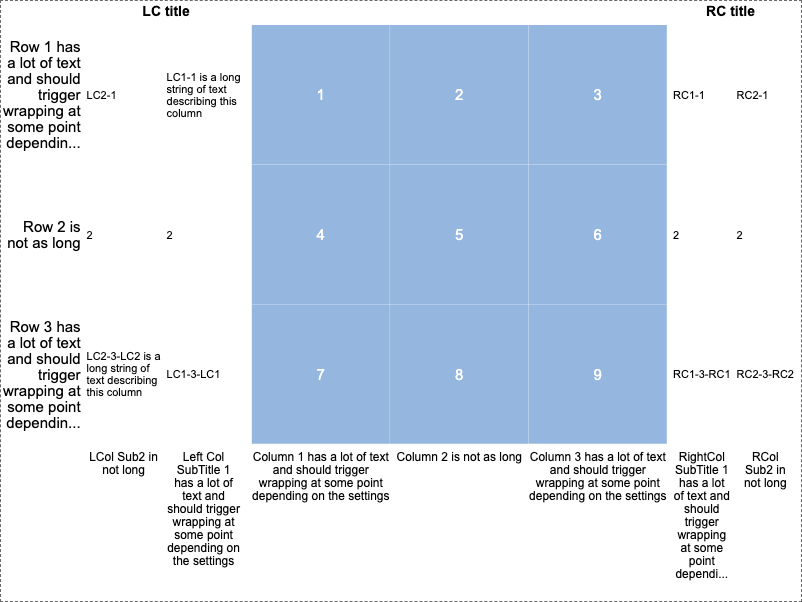 LC title
RC title
Row 1 has
a lot of text
and should
trigger
wrapping at
some point
dependin...
LC2-1
LC1-1 is a long
string of text
describing this
column
1
2
3
RC1-1
RC2-1
Row 2 is
not as long
2
2
4
5
6
2
2
Row 3 has
a lot of text
and should
trigger
wrapping at
some point
dependin...
LC2-3-LC2 is a
long string of
text describing
this column
LC1-3-LC1
7
8
9
RC1-3-RC1
RC2-3-RC2
LCol Sub2 in
not long
Left Col
SubTitle 1
has a lot of
text and
should trigger
wrapping at
some point
depending on
the settings
Column 1 has a lot of text
and should trigger
wrapping at some point
depending on the settings
Column 2 is not as long
Column 3 has a lot of text
and should trigger
wrapping at some point
depending on the settings
RightCol
SubTitle 1
has a lot
of text and
should
trigger
wrapping
at some
point
dependi...
RCol
Sub2 in
not long